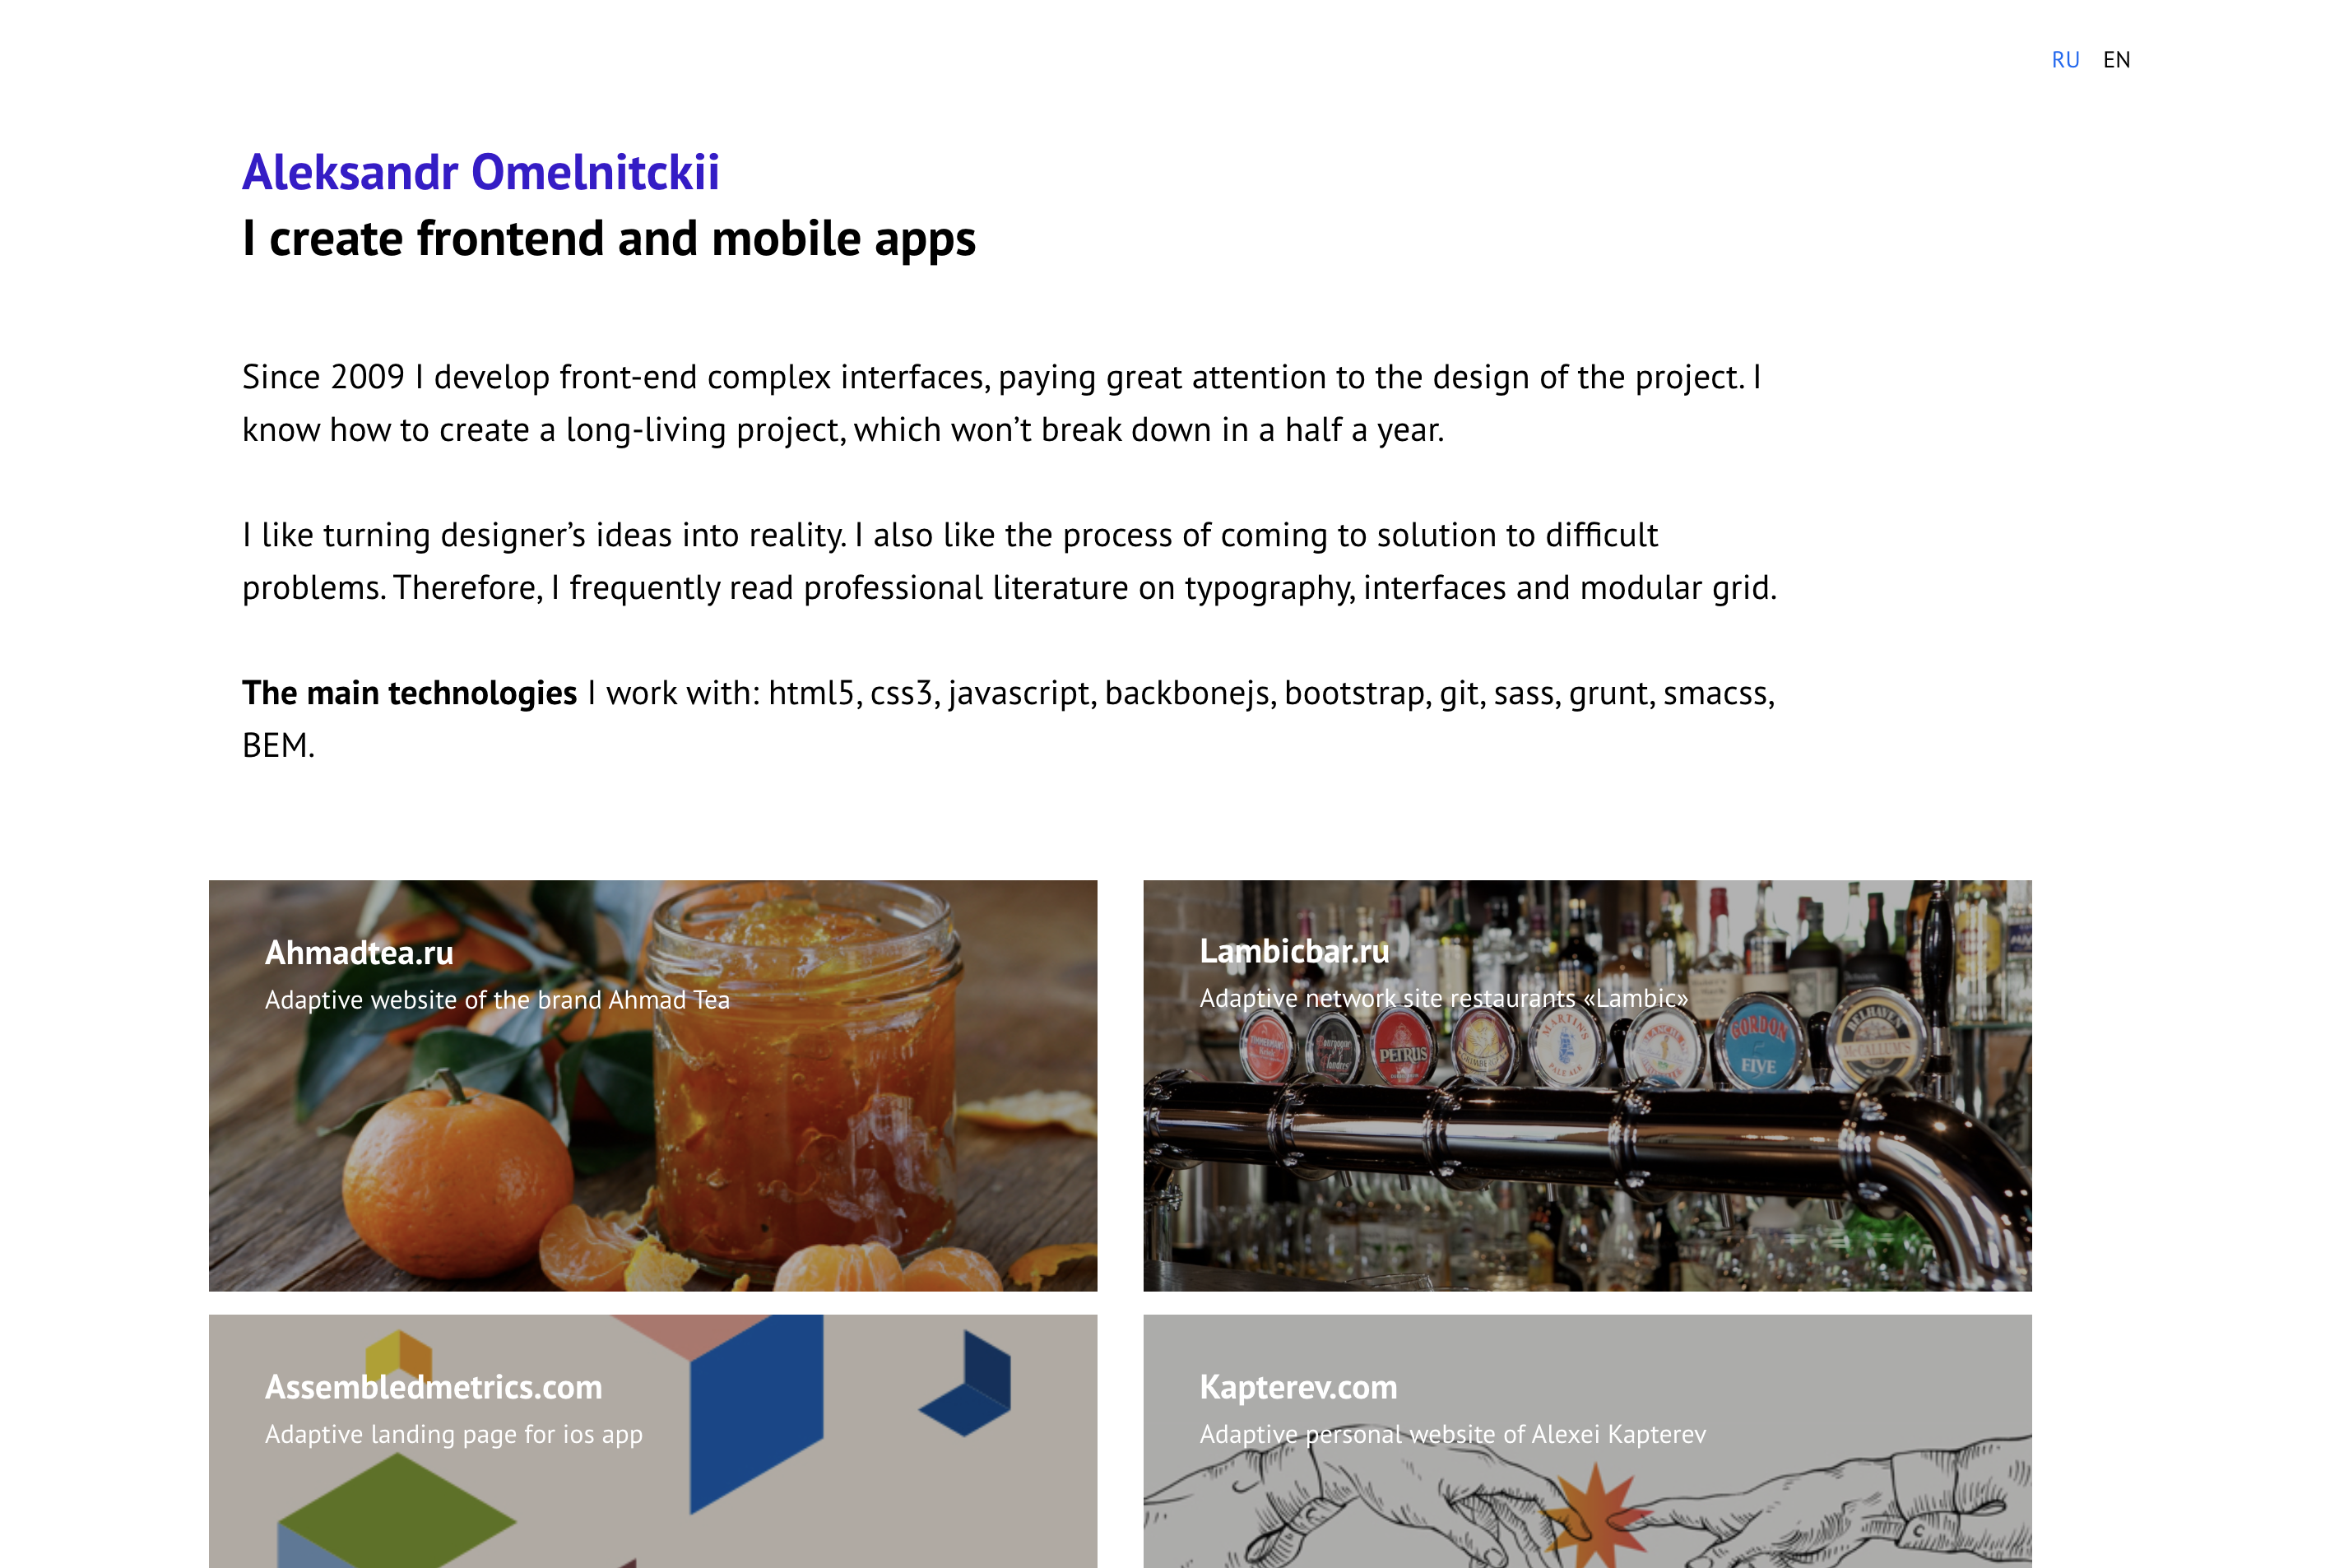 RU EN
Aleksandr Omelnitckii
I create frontend and mobile apps
Since 2009 I develop front-end complex interfaces, paying great attention to the design of the project. I
know how to create a long-living project, which won’t break down in a half a year.
I like turning designer’s ideas into reality. I also like the process of coming to solution to difficult
problems. Therefore, I frequently read professional literature on typography, interfaces and modular grid.
The main technologies I work with: html5, css3, javascript, backbonejs, bootstrap, git, sass, grunt, smacss,
BEM.
Ahmadtea.ru
Adaptive website of the brand Ahmad Tea
Lambicbar.ru
Adaptive network site restaurants «Lambic»
PETRUS
MARTIN'S
PALE ALE
GORDON
FIVE
BELHAVEN
McCALLUM'S
Assembledmetrics.com
Adaptive landing page for ios app
Kapterev.com
Adaptive personal website of Alexei Kapterev